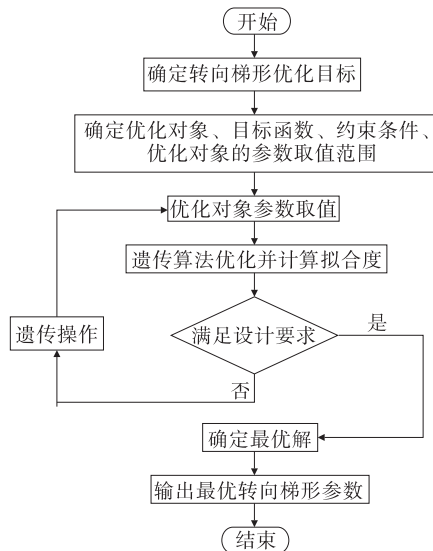 开始
确定转向梯形优化目标
确定优化对象、目标函数、约束条件、
优化对象的参数取值范围
优化对象参数取值
遗传算法优化并计算拟合度
满足设计要求
是
遗传操作
否
确定最优解
输出最优转向梯形参数
结束